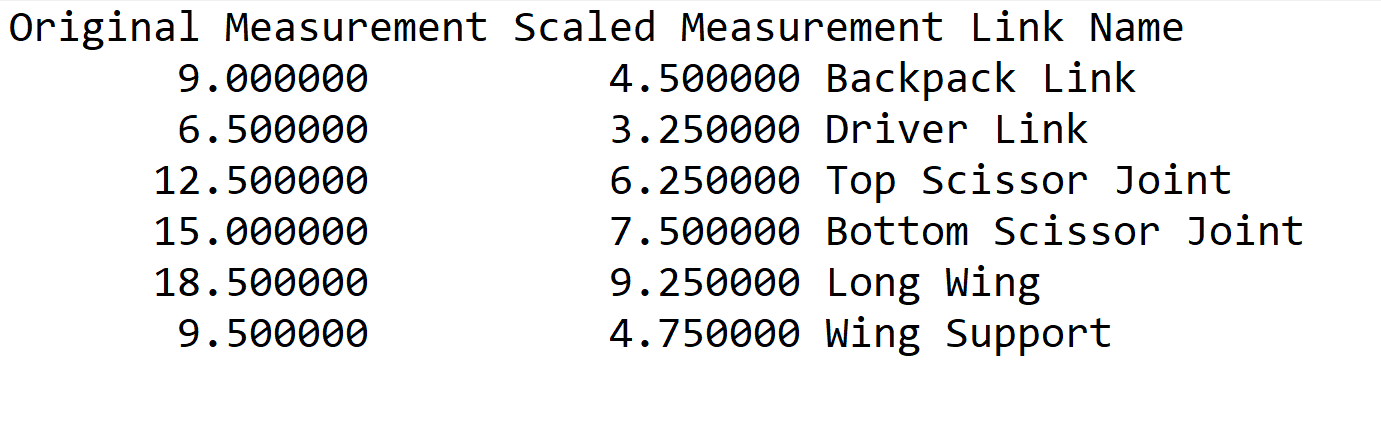 Original Measurement Scaled Measurement Link Name
9.000000 4.500000 Backpack Link
6.500000 3.250000 Driver Link
12.500000 6.250000 Top Scissor Joint
15.000000 7.500000 Bottom Scissor Joint
18.500000 9.250000 Long Wing
9.500000 4.750000 Wing Support